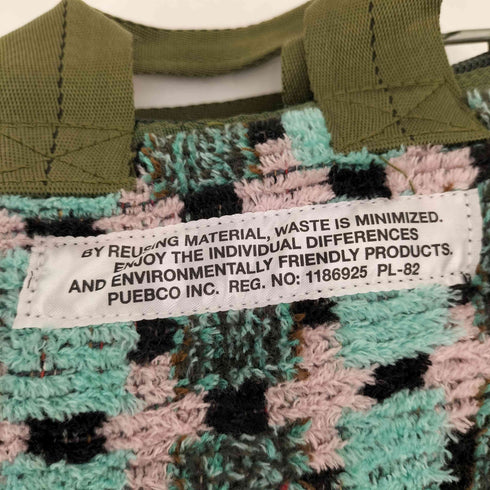 BY REUSING MATERIAL, WASTE IS MINIMIZED.
ENJOY THE INDIVIDUAL DIFFERENCES
AND ENVIRONMENTALLY FRIENDLY PRODUCTS.
PUEBCO INC. REG. NO: 1186925 PL-82